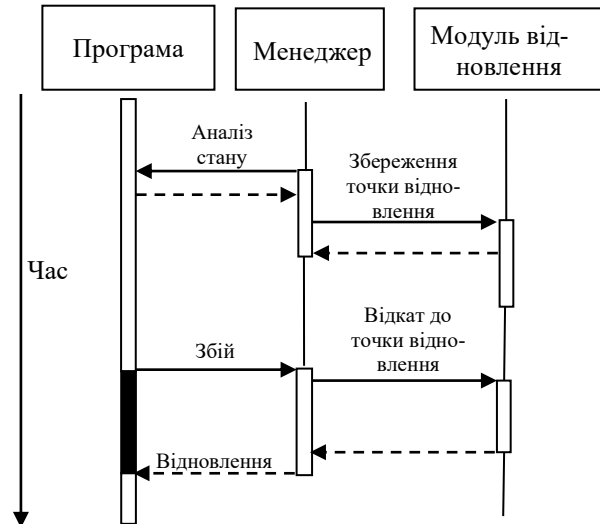 Програма
Менеджер
Модуль від-
новлення
Аналіз
стану
Збереження
точки відно-
влення
Час
Збій
Відкат до
точки відно-
влення
Відновлення